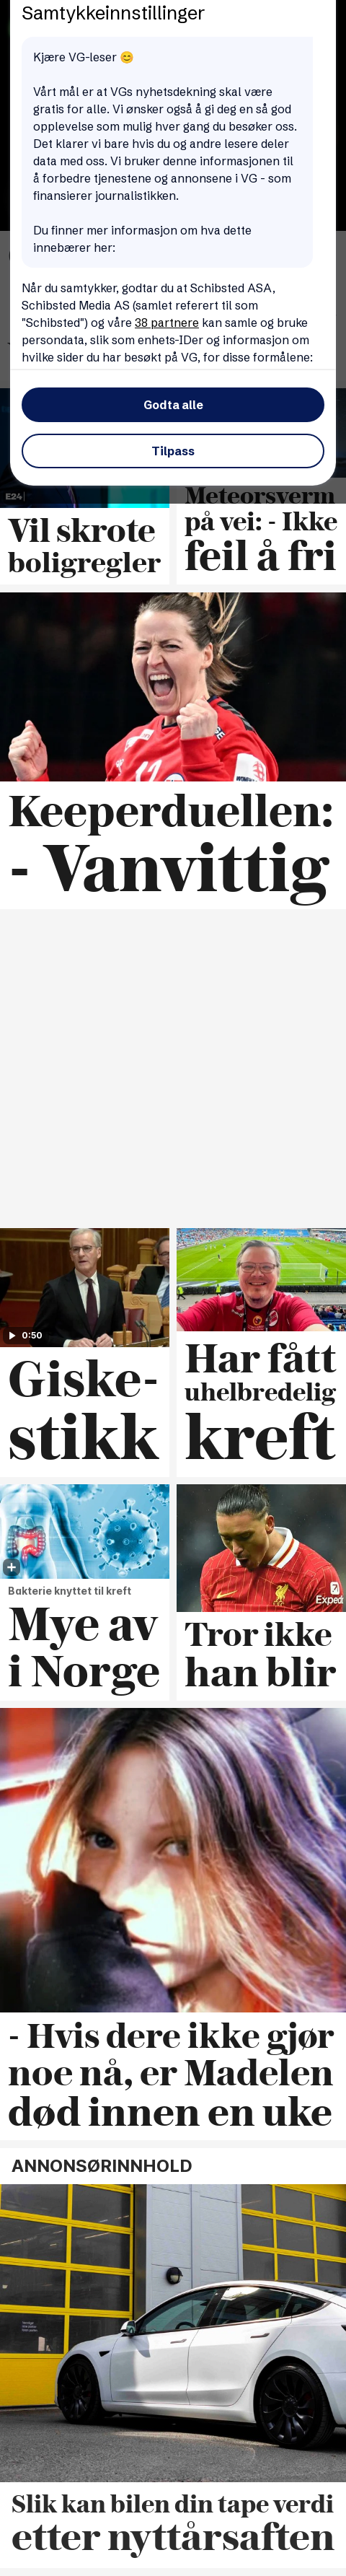 Samtykkeinnstillinger
Kjære VG-leser 😊
Vårt mål er at VGs nyhetsdekning skal være
gratis for alle. Vi ønsker også å gi deg en så god
opplevelse som mulig hver gang du besøker oss.
Det klarer vi bare hvis du og andre lesere deler
data med oss. Vi bruker denne informasjonen til
å forbedre tjenestene og annonsene i VG - som
finansierer journalistikken.
Du finner mer informasjon om hva dette
innebærer her:
Når du samtykker, godtar du at Schibsted ASA,
Schibsted Media AS (samlet referert til som
"Schibsted") og våre 38 partnere kan samle og bruke
persondata, slik som enhets-IDer og informasjon om
hvilke sider du har besøkt på VG, for disse formålene:
Godta alle
Tilpass
E24
Vil skrote
boligregler
Meteorsverm
på vei: - Ikke
feil å fri
Keeperduellen:
- Vanvittig
0:50
Giske-
stikk
Har fått
uhelbredelig
kreft
Bakterie knyttet til kreft
Mye av
i Norge
Tror ikke
han blir
- Hvis dere ikke gjør
noe nå, er Madelen
død innen en uke
ANNONSØRINNHOLD
Slik kan bilen din tape verdi
etter nyttårsaften